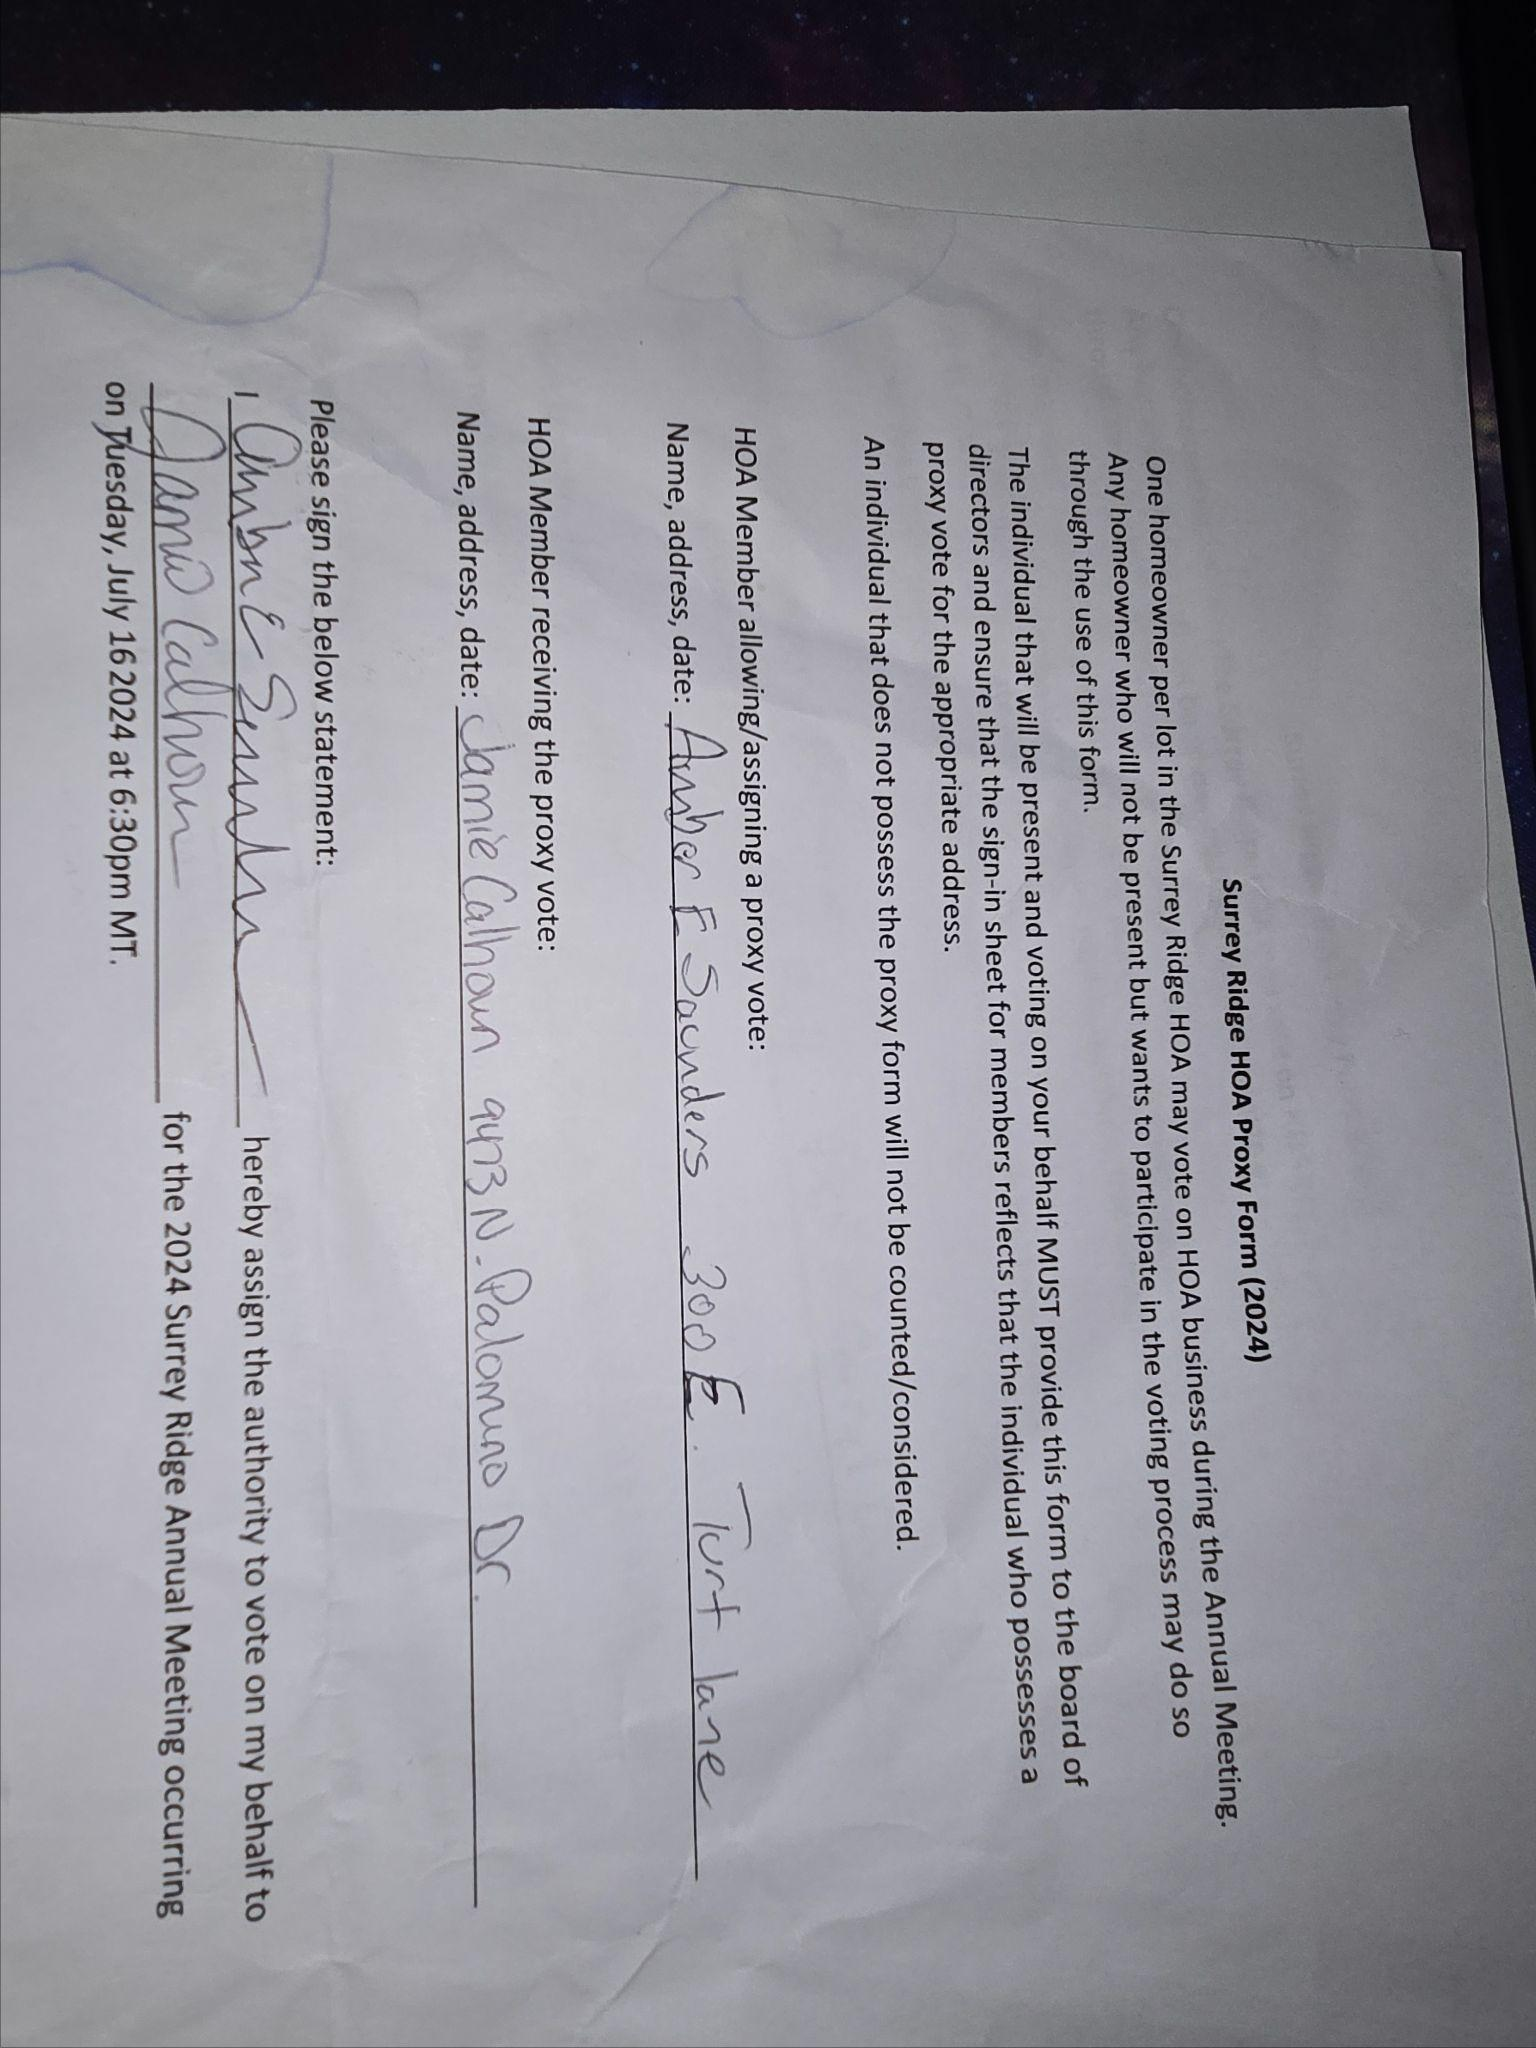 Surrey Ridge HOA Proxy Form (2024)
One homeowner per lot in the Surrey Ridge HOA may vote on HOA business during the Annual Meeting.
Any homeowner who will not be present but wants to participate in the voting process may do so
through the use of this form.
The individual that will be present and voting on your behalf MUST provide this form to the board of
directors and ensure that the sign-in sheet for members reflects that the individual who possesses a
proxy vote for the appropriate address.
An individual that does not possess the proxy form will not be counted/considered.
HOA Member allowing/assigning a proxy vote:
Name, address, date: Amber E Saunders 300 E. Turf lane
HOA Member receiving the proxy vote:
Name, address, date: Jamie Calhoun 9473 N. Palomino Dr.
Please sign the below statement:
I Amber E Saunders hereby assign the authority to vote on my behalf to
Jamie Calhoun for the 2024 Surrey Ridge Annual Meeting occurring
on Tuesday, July 16 2024 at 6:30pm MT.